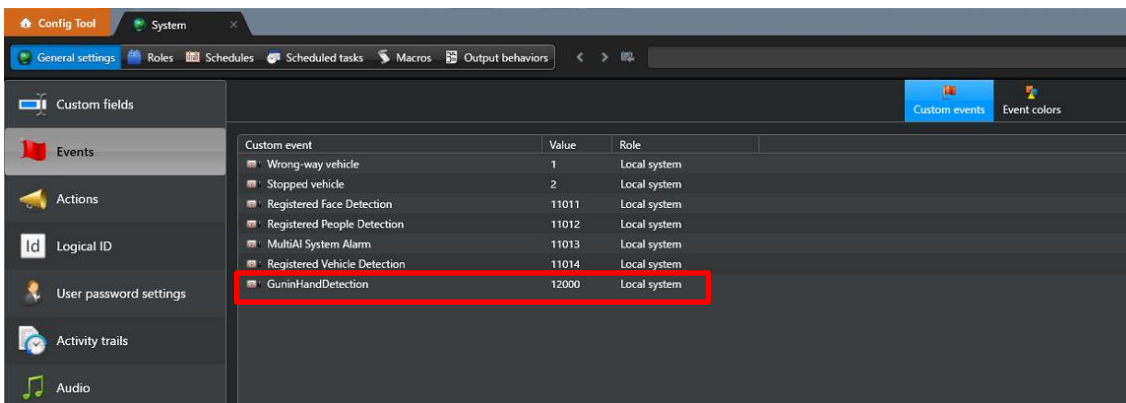 Config Tool System ×
General settings Roles Schedules Scheduled tasks Macros Output behaviors
Custom fields
Custom events Event colors
Events
Custom event Value Role
Wrong-way vehicle 1 Local system
Stopped vehicle 2 Local system
Actions
Registered Face Detection 11011 Local system
Registered People Detection 11012 Local system
Id Logical ID
MultiAI System Alarm 11013 Local system
Registered Vehicle Detection 11014 Local system
GuninHandDetection 12000 Local system
User password settings
Activity trails
Audio